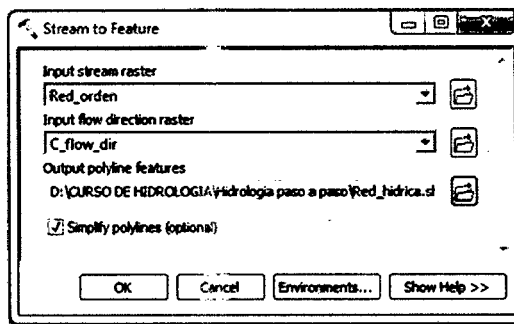 Stream to Feature
Input stream raster
Red_orden
Input flow direction raster
C_flow_dir
Output polyline features
D:\CURSO DE HIDROLOGIA\Hidrologia paso a paso\Red_hidrica.sl
Simplify polylines (optional)
OK
Cancel
Environments...
Show Help >>